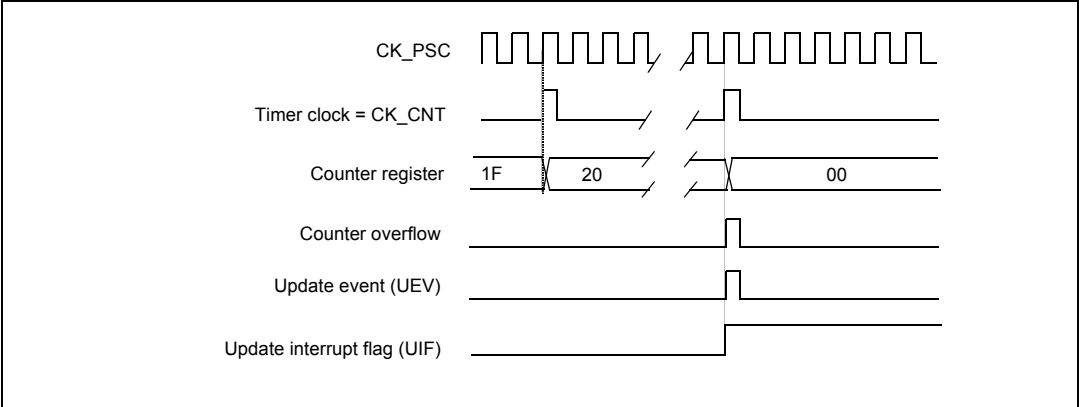 CK_PSC
Timer clock = CK_CNT
Counter register
1F
20
00
Counter overflow
Update event (UEV)
Update interrupt flag (UIF)